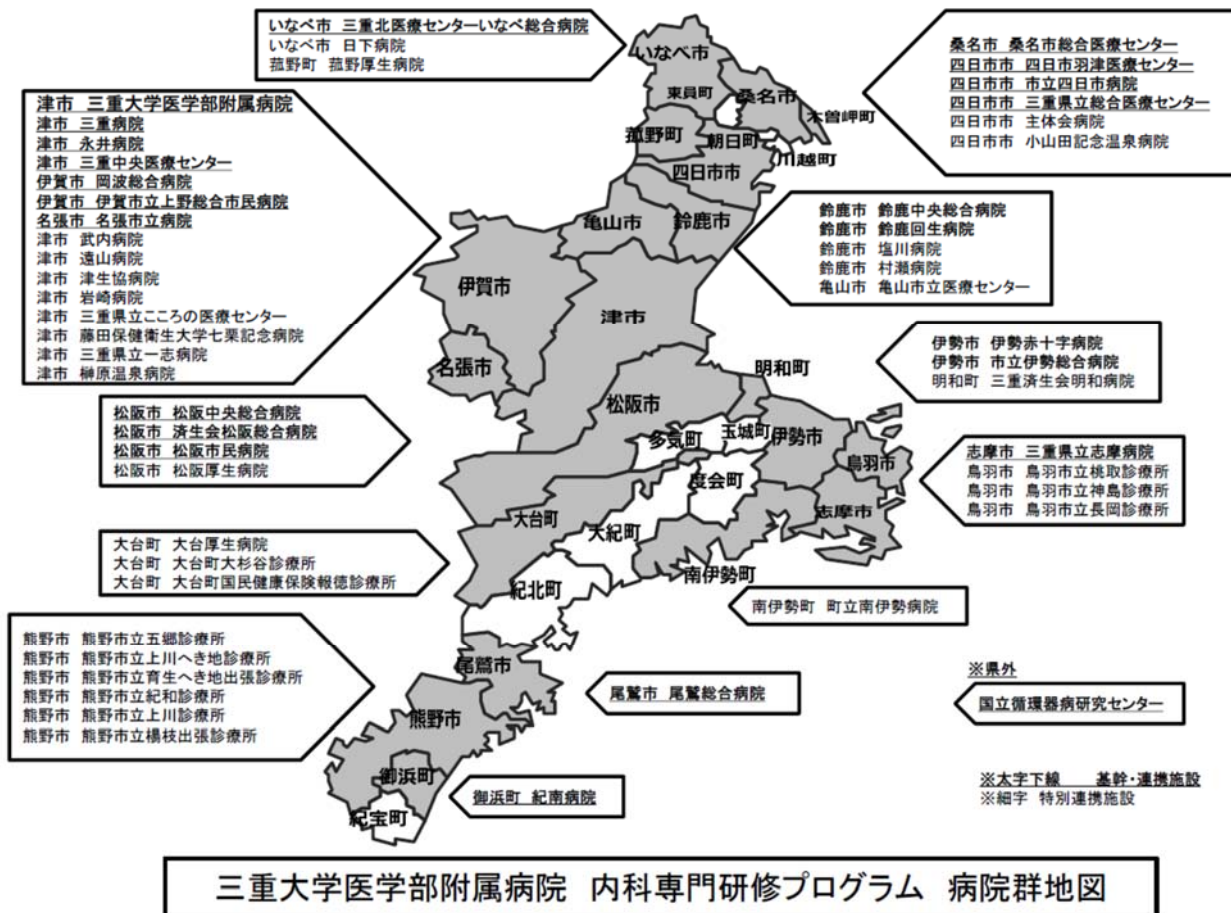 いなべ市 三重北医療センターいなべ総合病院
いなべ市 日下病院
菰野町 菰野厚生病院
桑名市 桑名市総合医療センター
四日市市 四日市羽津医療センター
四日市市 市立四日市病院
四日市市 三重県立総合医療センター
四日市市 主体会病院
四日市市 小山田記念温泉病院
津市 三重大学医学部附属病院
津市 三重病院
津市 永井病院
津市 三重中央医療センター
伊賀市 岡波総合病院
伊賀市 伊賀市立上野総合市民病院
名張市 名張市立病院
津市 武内病院
津市 遠山病院
津市 津生協病院
津市 岩崎病院
津市 三重県立こころの医療センター
津市 藤田保健衛生大学七栗記念病院
津市 三重県立一志病院
津市 榊原温泉病院
鈴鹿市 鈴鹿中央総合病院
鈴鹿市 鈴鹿回生病院
鈴鹿市 塩川病院
鈴鹿市 村瀬病院
亀山市 亀山市立医療センター
伊勢市 伊勢赤十字病院
伊勢市 市立伊勢総合病院
明和町 三重済生会明和病院
松阪市 松阪中央総合病院
松阪市 済生会松阪総合病院
松阪市 松阪市民病院
松阪市 松阪厚生病院
志摩市 三重県立志摩病院
鳥羽市 鳥羽市立桃取診療所
鳥羽市 鳥羽市立神島診療所
鳥羽市 鳥羽市立長岡診療所
大台町 大台厚生病院
大台町 大台町大杉谷診療所
大台町 大台町国民健康保険報徳診療所
南伊勢町 町立南伊勢病院
熊野市 熊野市立五郷診療所
熊野市 熊野市立上川へき地診療所
熊野市 熊野市立育生へき地出張診療所
熊野市 熊野市立紀和診療所
熊野市 熊野市立上川診療所
熊野市 熊野市立楊枝出張診療所
尾鷲市 尾鷲総合病院
御浜町 紀南病院
※県外
国立循環器病研究センター
※太字下線 基幹・連携施設
※細字 特別連携施設
いなべ市
東員町
桑名市
木曽岬町
菰野町
朝日町
川越町
四日市市
亀山市
鈴鹿市
伊賀市
津市
名張市
明和町
松阪市
多気町
玉城町
伊勢市
鳥羽市
度会町
志摩市
大台町
大紀町
南伊勢町
紀北町
尾鷲市
熊野市
御浜町
紀宝町
三重大学医学部附属病院 内科専門研修プログラム 病院群地図